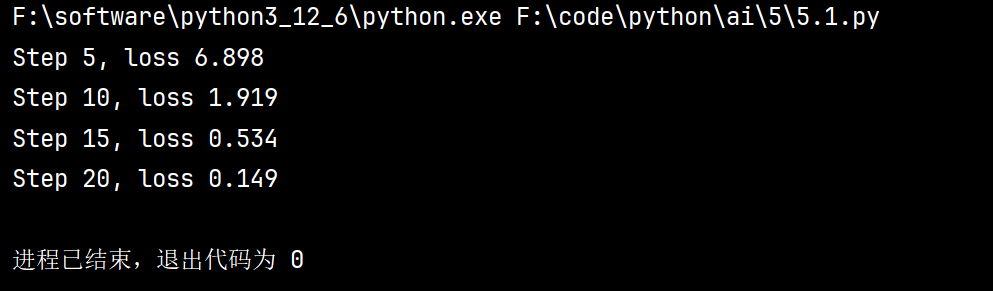 F:\software\python3_12_6\python.exe F:\code\python\ai\5\5.1.py
Step 5, loss 6.898
Step 10, loss 1.919
Step 15, loss 0.534
Step 20, loss 0.149
进程已结束，退出代码为 0